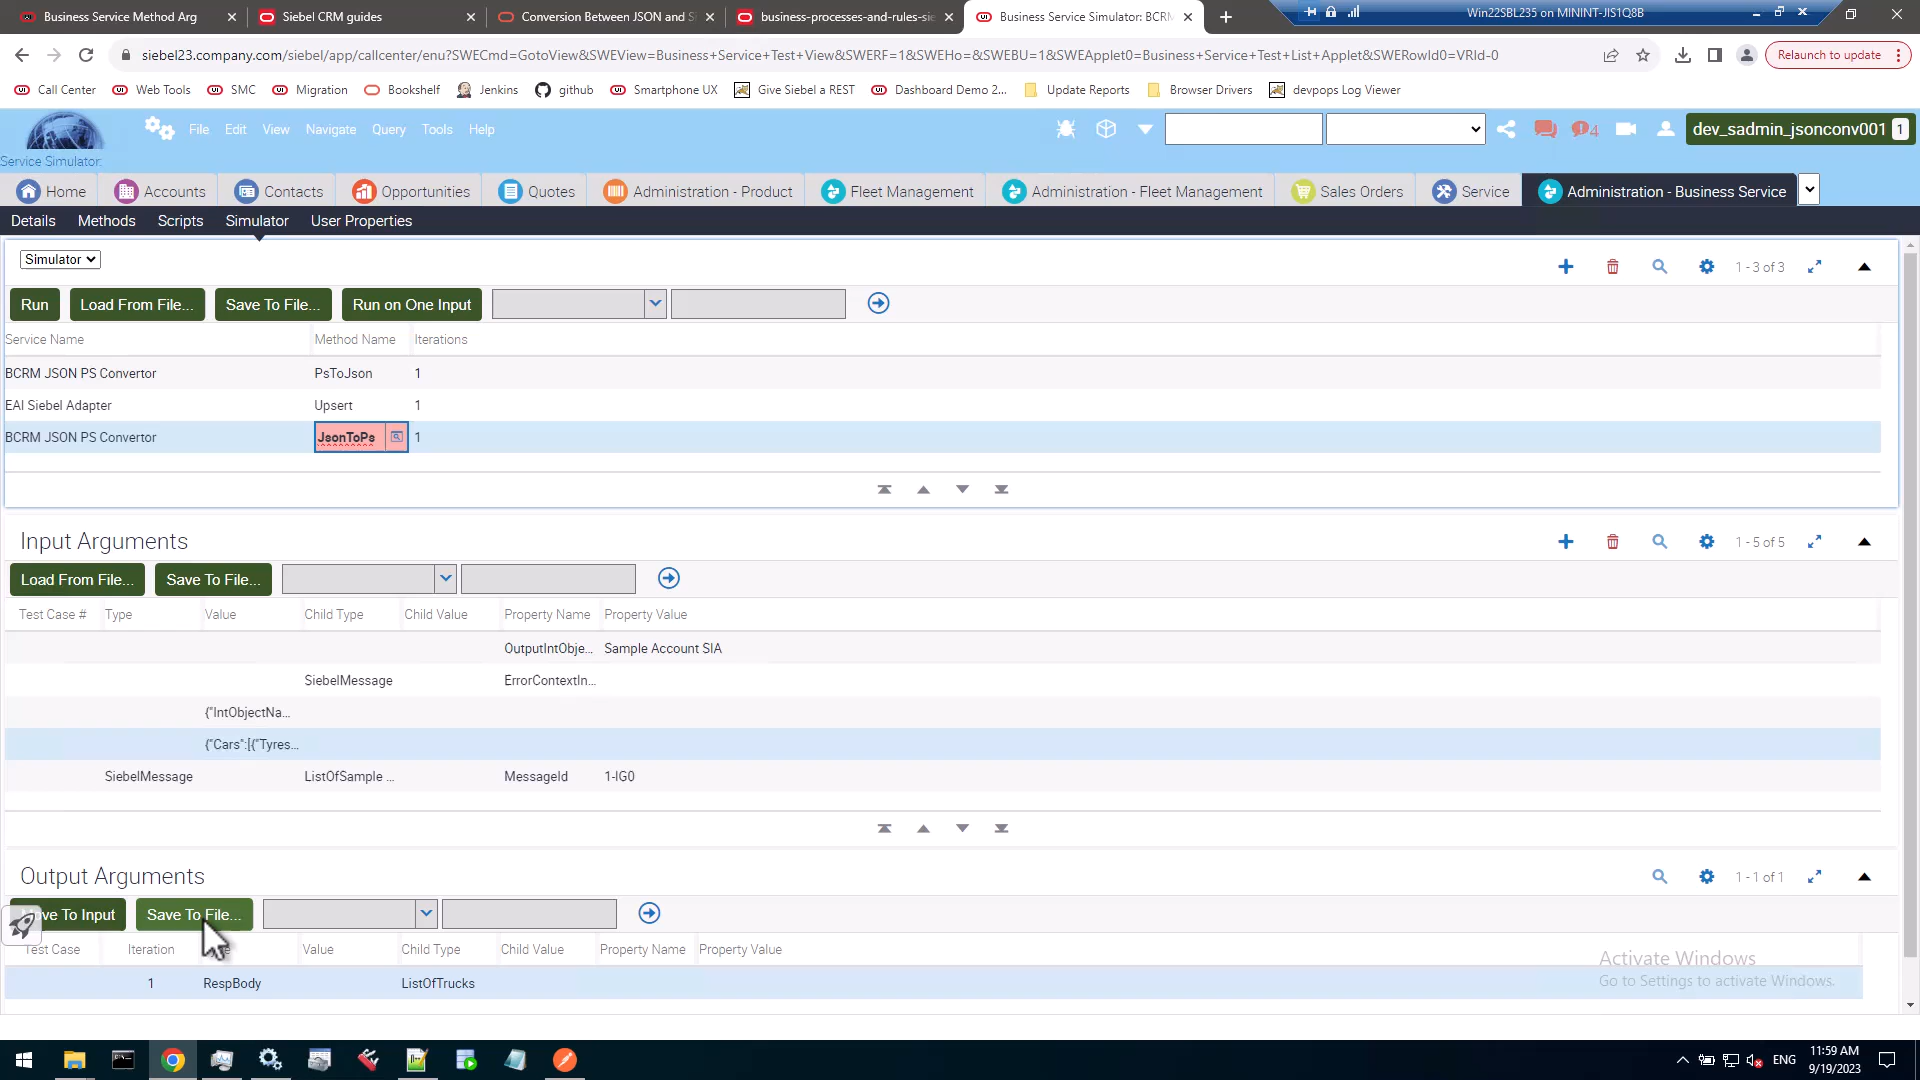 Business Service Method Arg
Siebel CRM guides
Conversion Between JSON and S
business-processes-and-rules-sie
Business Service Simulator: BCRM
Win22SBL235 on MININT-JIS1Q8B
siebel23.company.com/siebel/app/callcenter/enu?SWECmd=GotoView&SWEView=Business+Service+Test+View&SWERF=1&SWEHo=&SWEBU=1&SWEApplet0=Business+Service+Test+List+Applet&SWERowId0=VRId-0
Relaunch to update
Call Center
Web Tools
SMC
Migration
Bookshelf
Jenkins
github
Smartphone UX
Give Siebel a REST
Dashboard Demo 2...
Update Reports
Browser Drivers
devpops Log Viewer
File Edit View Navigate Query Tools Help
4
dev_sadmin_jsonconv001 1
Service Simulator:
Home
Accounts
Contacts
Opportunities
Quotes
Administration - Product
Fleet Management
Administration - Fleet Management
Sales Orders
Service
Administration - Business Service
Details Methods Scripts Simulator User Properties
Simulator
1 - 3 of 3
Run Load From File... Save To File... Run on One Input
Service Name Method Name Iterations
BCRM JSON PS Convertor PsToJson 1
EAI Siebel Adapter Upsert 1
BCRM JSON PS Convertor JsonToPs 1
Input Arguments
1 - 5 of 5
Load From File... Save To File...
Test Case # Type Value Child Type Child Value Property Name Property Value
OutputIntObje... Sample Account SIA
SiebelMessage ErrorContextIn...
{"IntObjectNa...
{"Cars":[{"Tyres...
SiebelMessage ListOfSample ... MessageId 1-IG0
Output Arguments
1 - 1 of 1
To Input Save To File...
Test Case Iteration Value Child Type Child Value Property Name Property Value
1 RespBody ListOfTrucks
Activate Windows
Go to Settings to activate Windows.
ENG
11:59 AM
9/19/2023